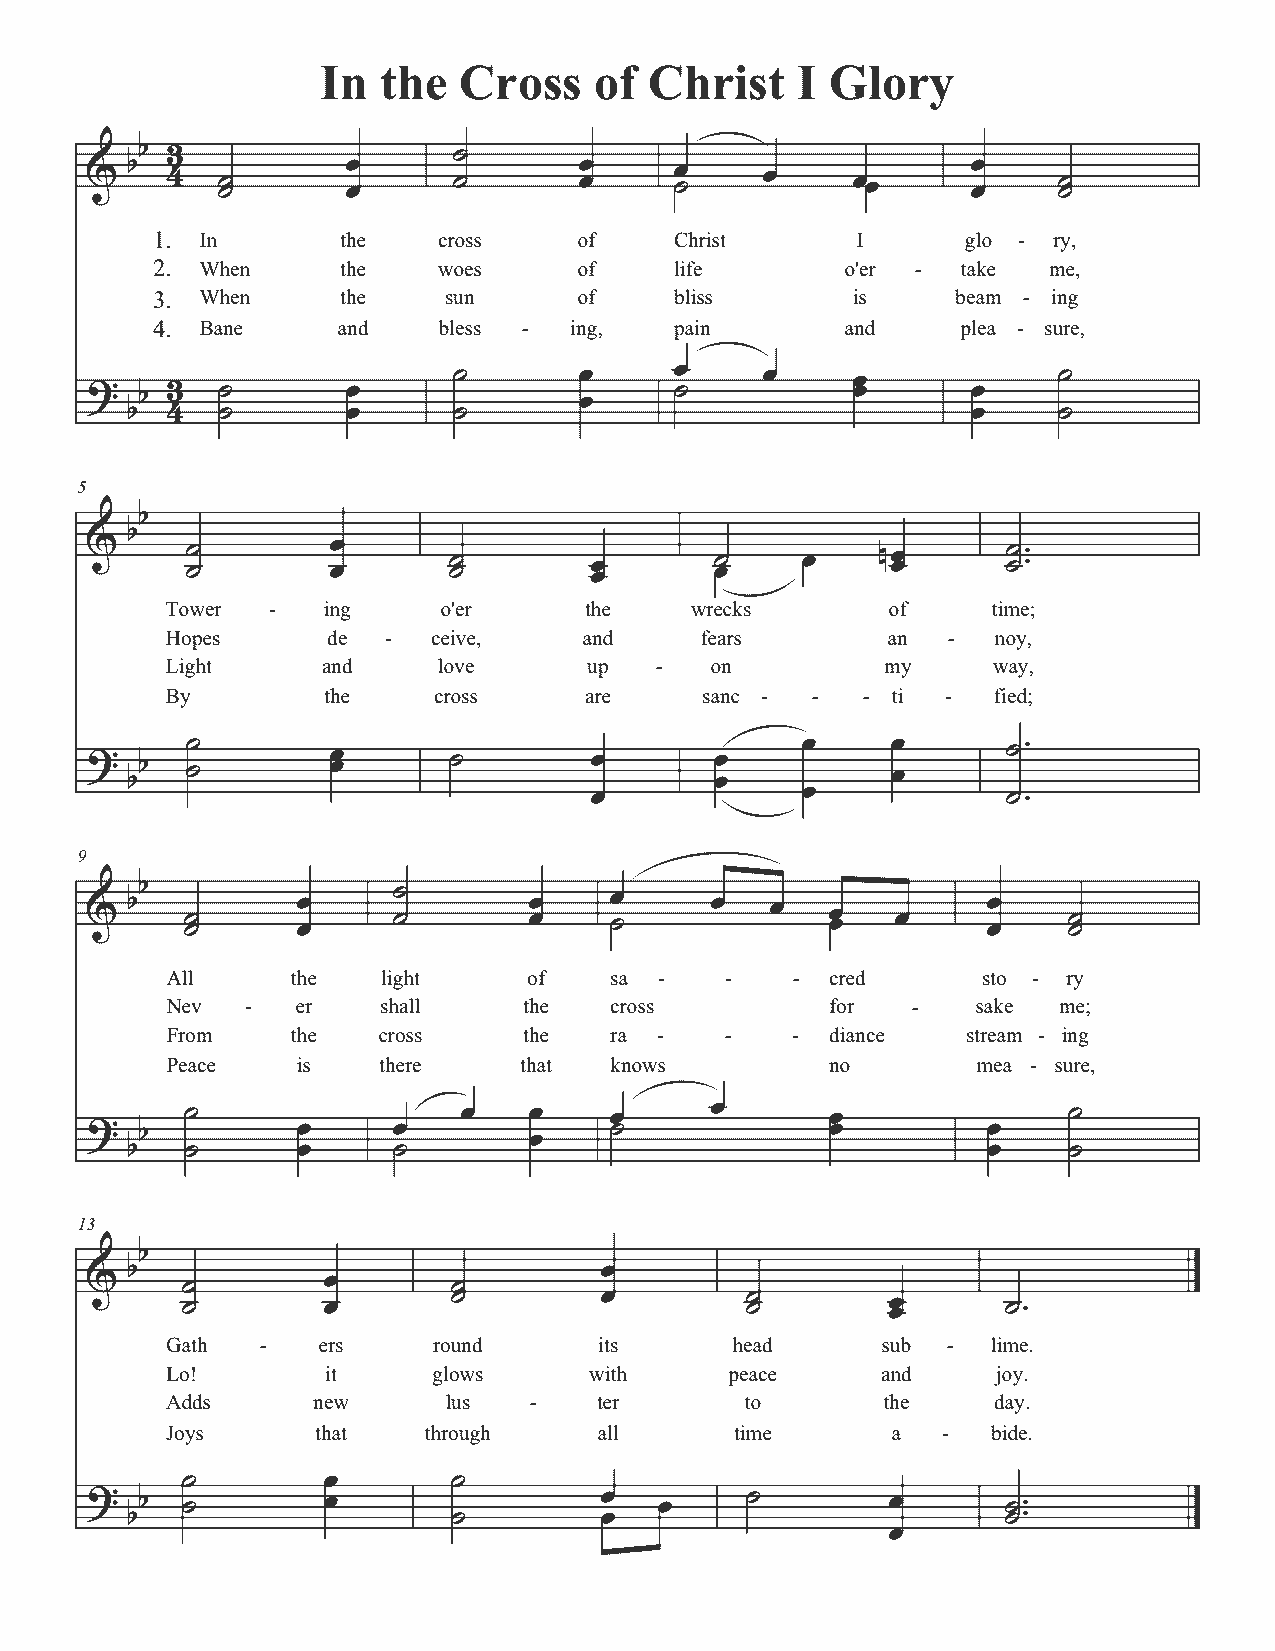 In the Cross of Christ I Glory
3
4
1. In the cross of Christ I glo - ry,
2. When the woes of life o'er - take me,
3. When the sun of bliss is beam - ing
4. Bane and bless - ing, pain and plea - sure,
3
4
5
Tower - ing o'er the wrecks of time;
Hopes de - ceive, and fears an - noy,
Light and love up - on my way,
By the cross are sanc - - - ti - fied;
9
All the light of sa - - - cred sto - ry
Nev - er shall the cross for - sake me;
From the cross the ra - - - diance stream - ing
Peace is there that knows no mea - sure,
13
Gath - ers round its head sub - lime.
Lo! it glows with peace and joy.
Adds new lus - ter to the day.
Joys that through all time a - bide.